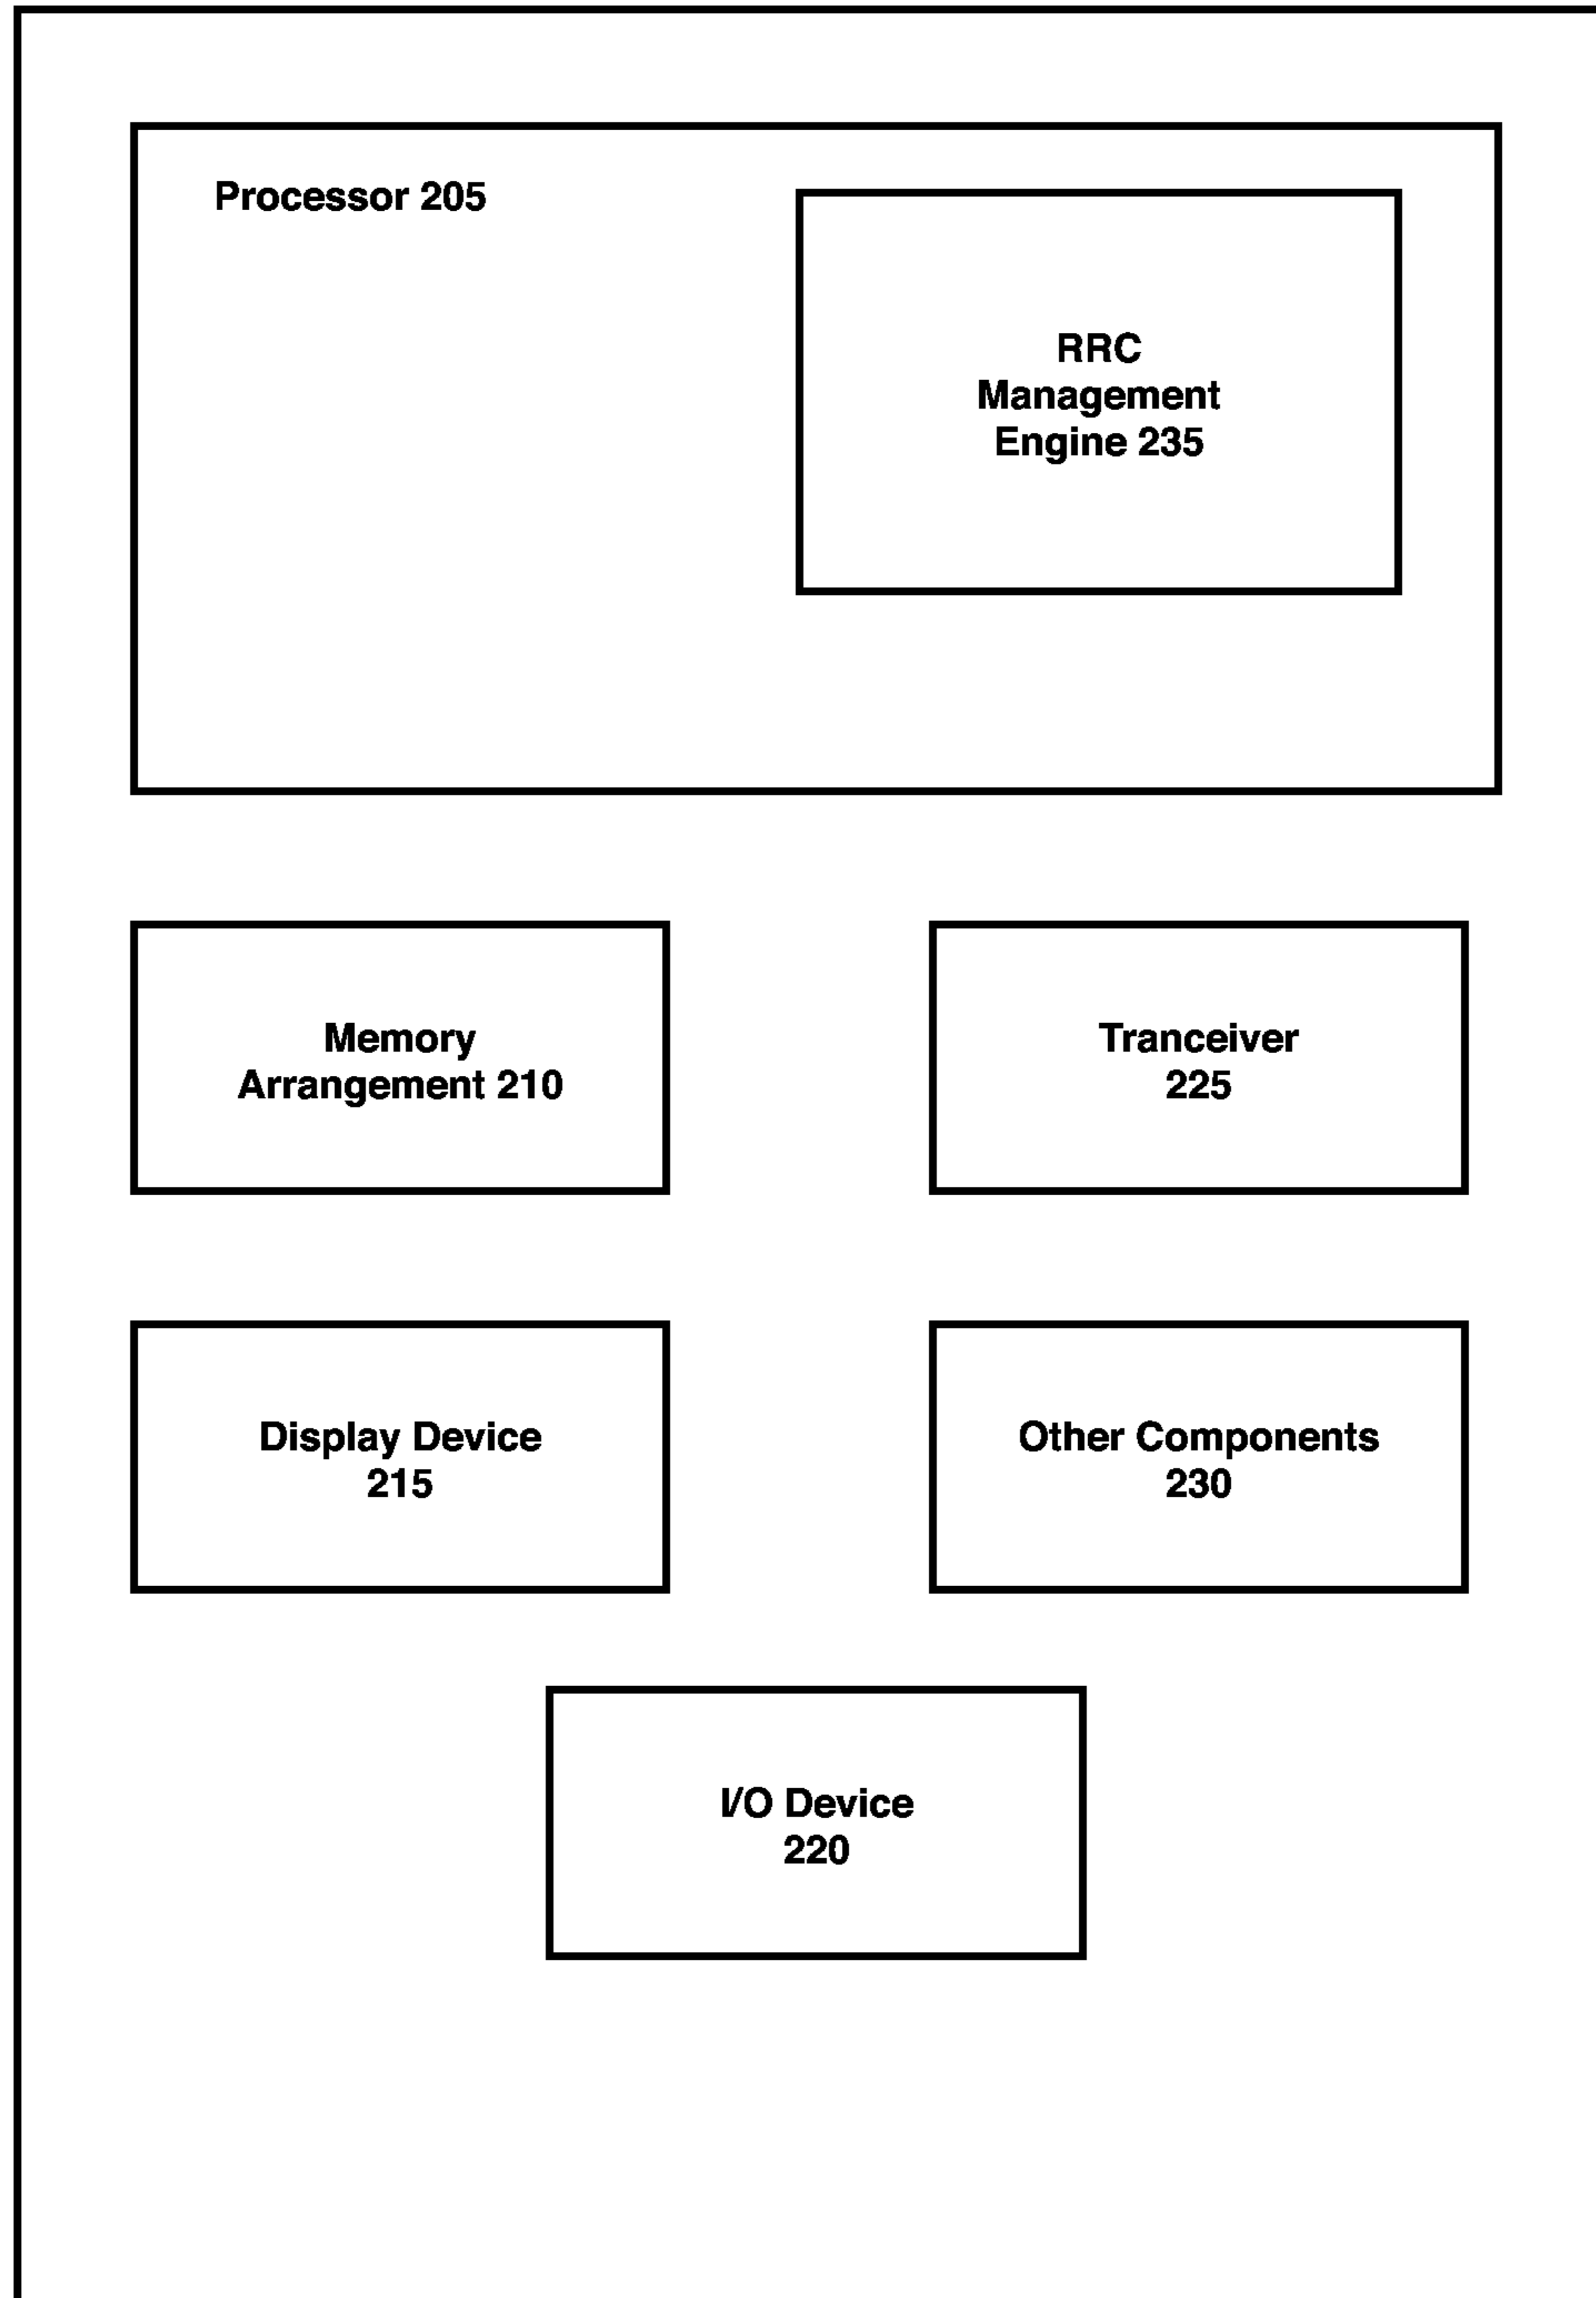 Processor 205
RRC
Management
Engine 235
Memory
Arrangement 210
Tranceiver
225
Display Device
215
Other Components
230
I/O Device
220